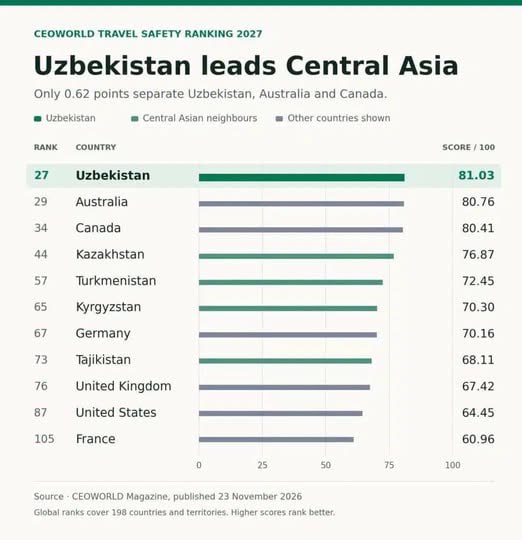 CEOWORLD TRAVEL SAFETY RANKING 2027
Uzbekistan leads Central Asia
Only 0.62 points separate Uzbekistan, Australia and Canada.
Uzbekistan Central Asian neighbours Other countries shown
RANK COUNTRY SCORE / 100
27 Uzbekistan 81.03
29 Australia 80.76
34 Canada 80.41
44 Kazakhstan 76.87
57 Turkmenistan 72.45
65 Kyrgyzstan 70.30
67 Germany 70.16
73 Tajikistan 68.11
76 United Kingdom 67.42
87 United States 64.45
105 France 60.96
0 25 50 75 100
Source · CEOWORLD Magazine, published 23 November 2026
Global ranks cover 198 countries and territories. Higher scores rank better.